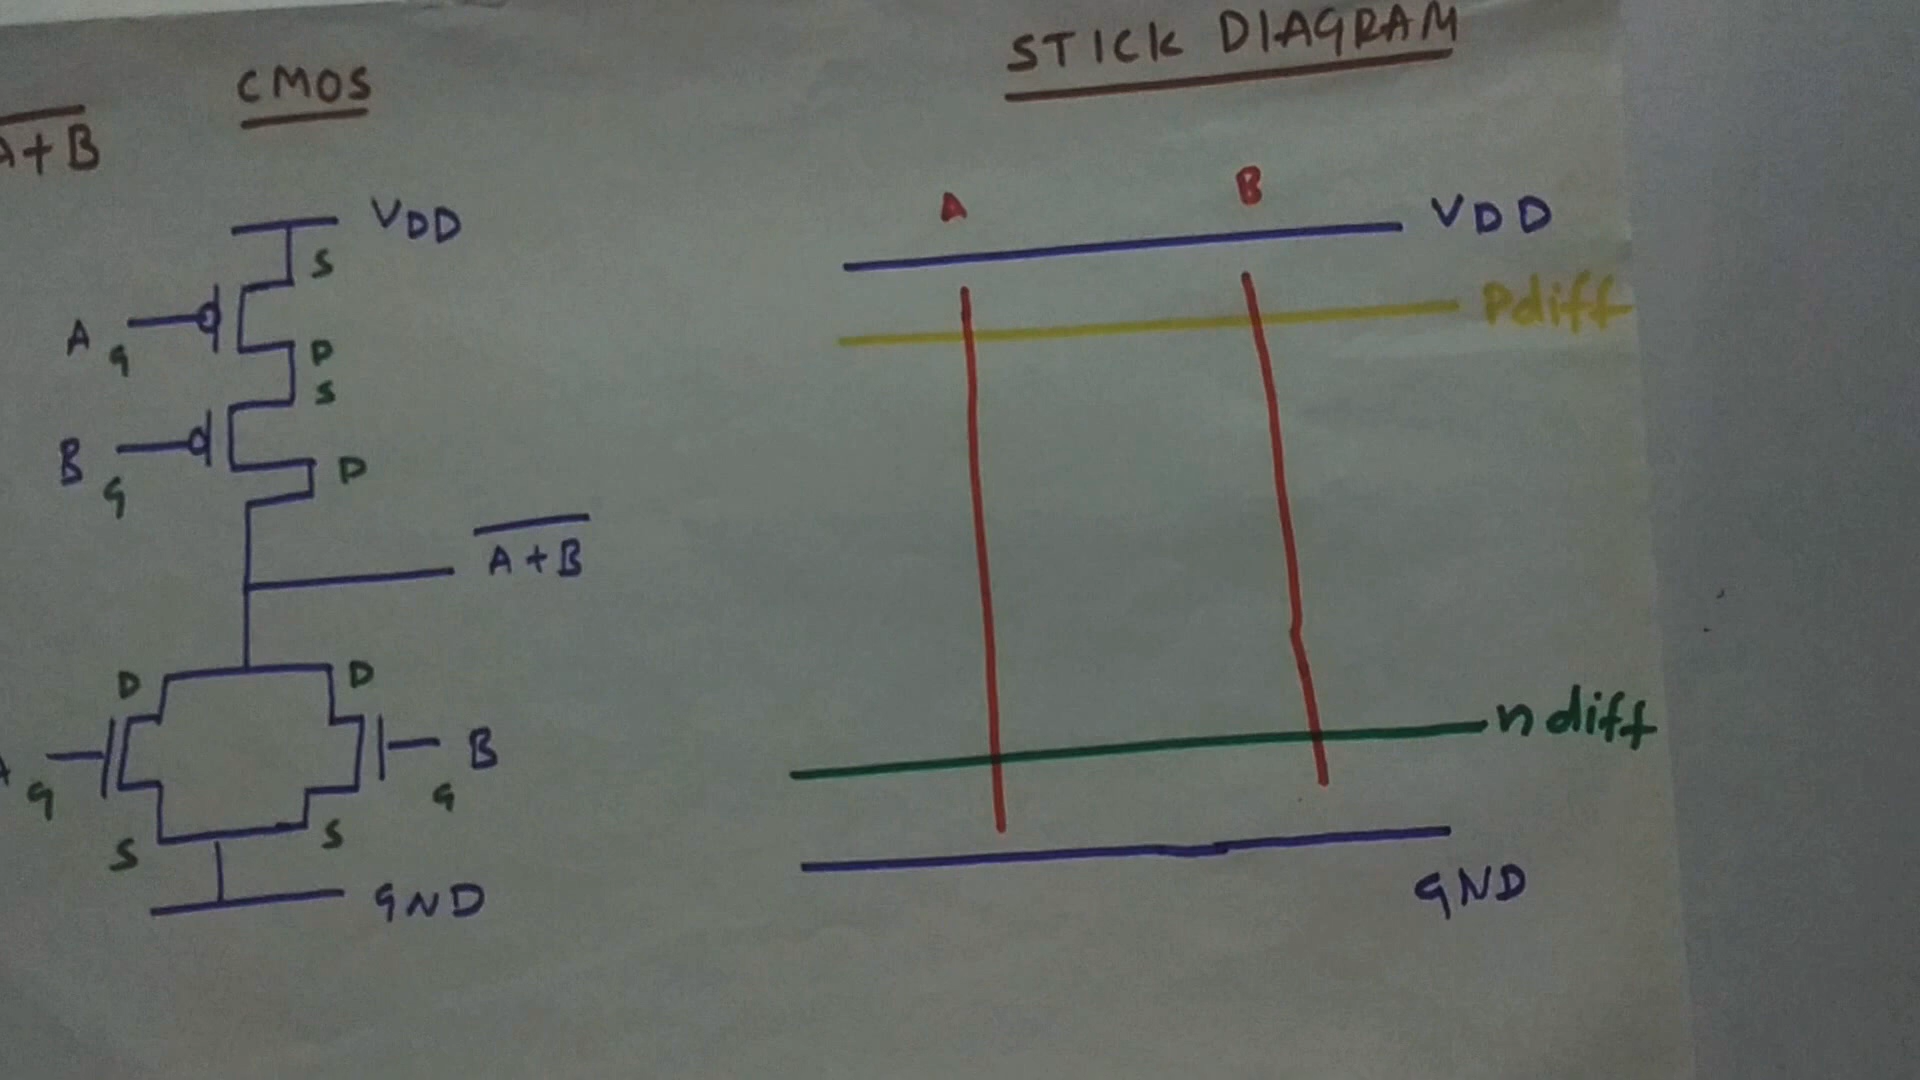 STICK DIAGRAM
CMOS
A+B
VDD
S
A
G
D
S
B
G
D
A+B
D
D
G
B
G
S
S
GND
A
B
VDD
Pdiff
n diff
GND